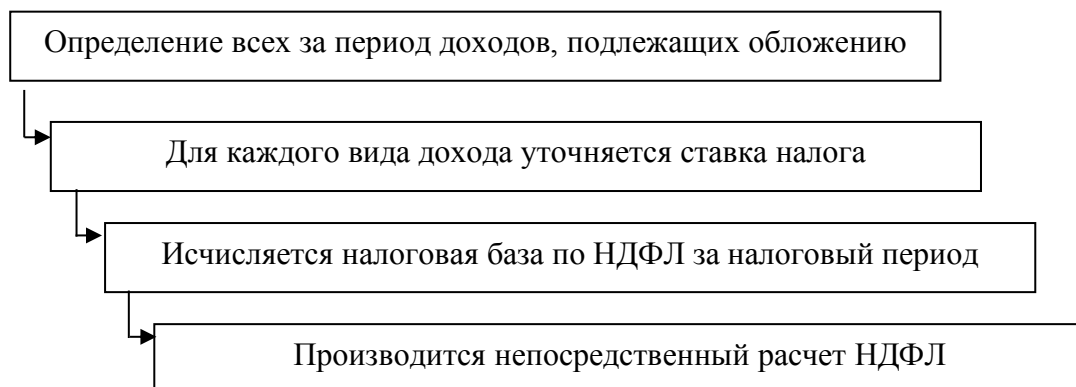 Определение всех за период доходов, подлежащих обложению
Для каждого вида дохода уточняется ставка налога
Исчисляется налоговая база по НДФЛ за налоговый период
Производится непосредственный расчет НДФЛ